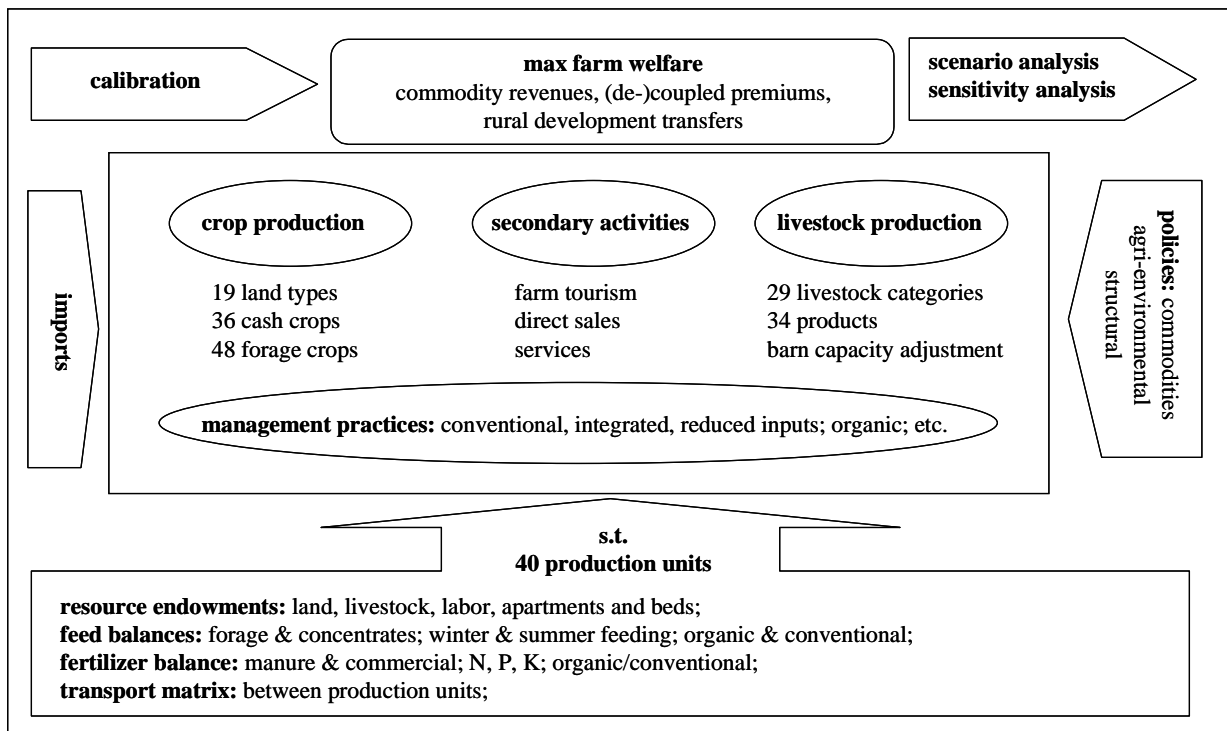 calibration
max farm welfare
commodity revenues, (de-)coupled premiums,
rural development transfers
scenario analysis
sensitivity analysis
imports
crop production
19 land types
36 cash crops
48 forage crops
secondary activities
farm tourism
direct sales
services
livestock production
29 livestock categories
34 products
barn capacity adjustment
management practices: conventional, integrated, reduced inputs; organic; etc.
policies: commodities
agri-environmental
structural
s.t.
40 production units
resource endowments: land, livestock, labor, apartments and beds;
feed balances: forage & concentrates; winter & summer feeding; organic & conventional;
fertilizer balance: manure & commercial; N, P, K; organic/conventional;
transport matrix: between production units;